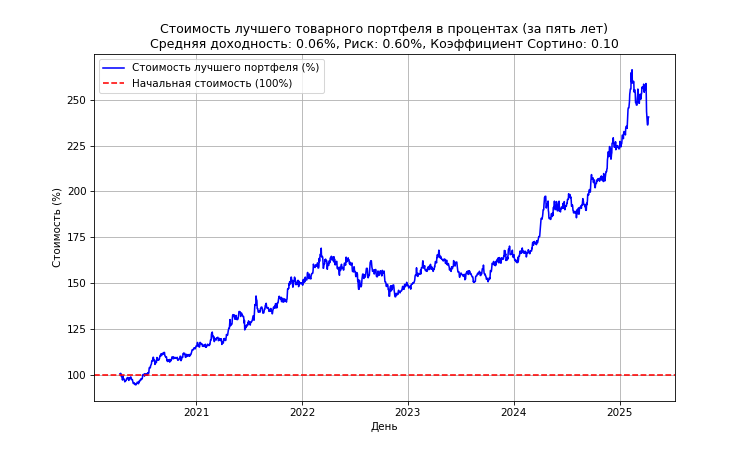 Стоимость лучшего товарного портфеля в процентах (за пять лет)
Средняя доходность: 0.06%, Риск: 0.60%, Коэффициент Сортино: 0.10
Стоимость лучшего портфеля (%)
Начальная стоимость (100%)
Стоимость (%)
250
225
200
175
150
125
100
2021
2022
2023
2024
2025
День